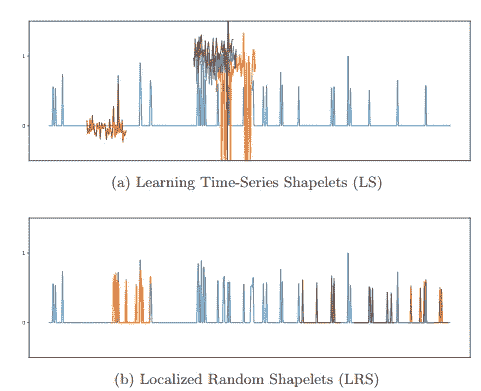 1
0
(a) Learning Time-Series Shapelets (LS)
1
0
(b) Localized Random Shapelets (LRS)